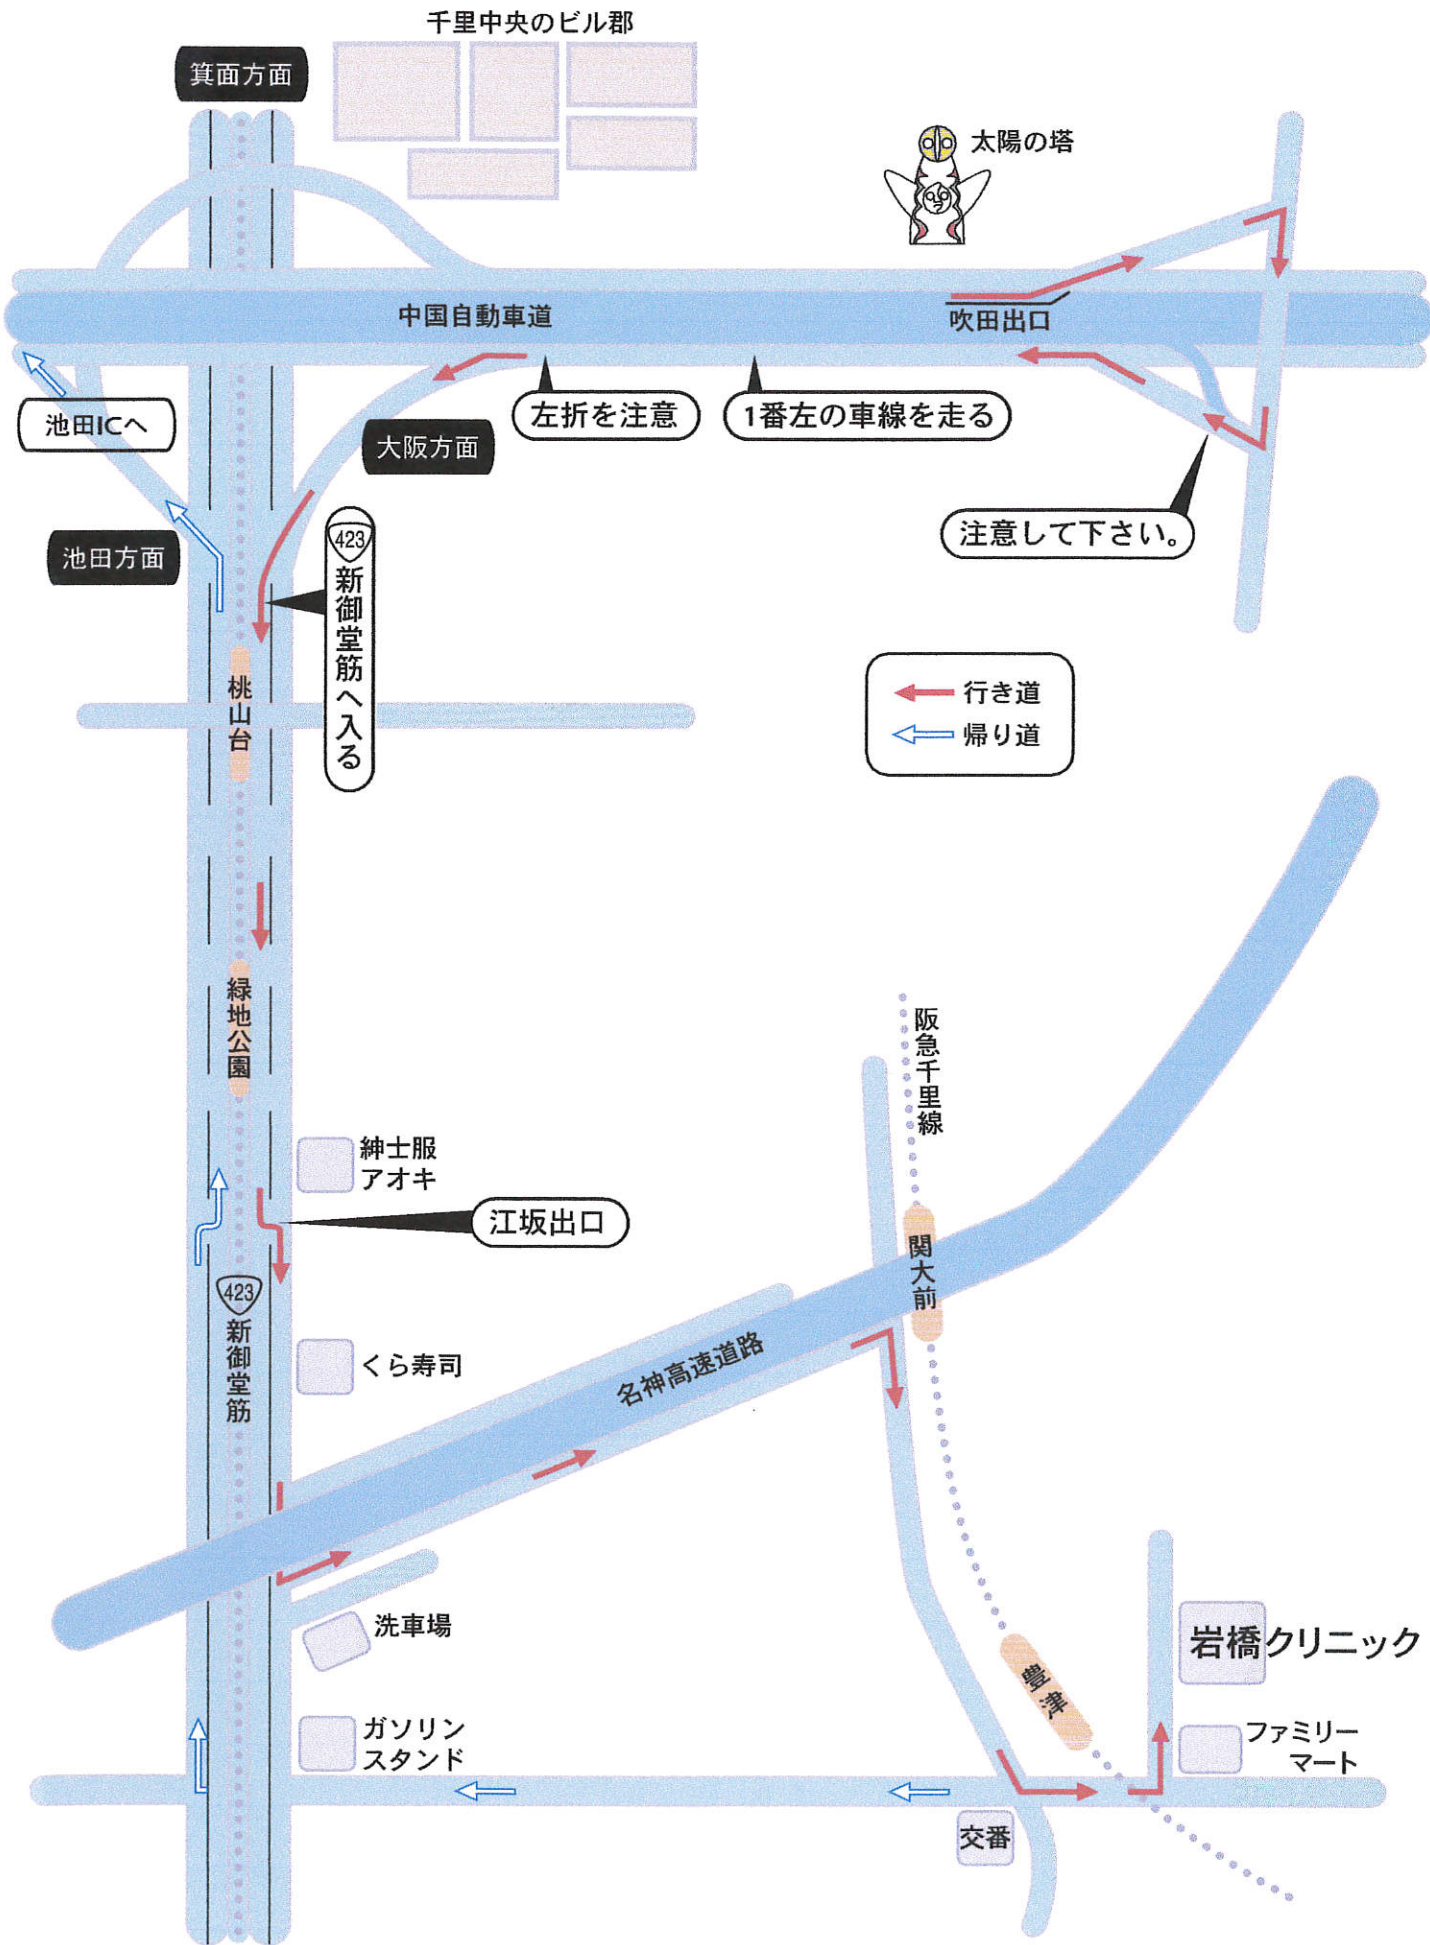 千里中央のビル郡
箕面方面
太陽の塔
中国自動車道
吹田出口
池田ICへ
左折を注意
1番左の車線を走る
大阪方面
注意して下さい。
池田方面
423
新御堂筋へ入る
行き道
帰り道
桃山台
緑地公園
阪急千里線
紳士服
アオキ
江坂出口
関大前
423
新御堂筋
くら寿司
名神高速道路
洗車場
岩橋クリニック
豊津
ガソリン
スタンド
ファミリー
マート
交番